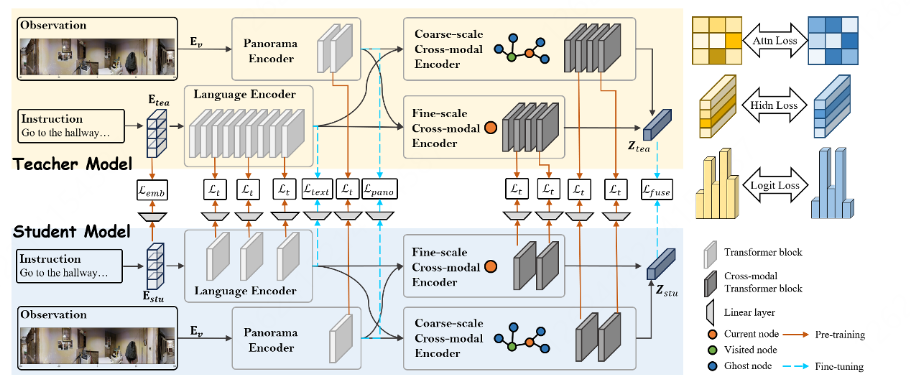 Observation
E_v
Panorama
Encoder
Coarse-scale
Cross-modal
Encoder
Attn Loss
Language Encoder
E_tea
Instruction
Go to the hallway…
Fine-scale
Cross-modal
Encoder
Z_tea
Hidn Loss
Teacher Model
ℒ_emb ℒ_t ℒ_t ℒ_t ℒ_text ℒ_t ℒ_pano ℒ_t ℒ_t ℒ_t ℒ_t ℒ_fuse
Logit Loss
Student Model
Instruction
Go to the hallway…
E_stu
Language Encoder
Fine-scale
Cross-modal
Encoder
Z_stu
Observation
E_v
Panorama
Encoder
Coarse-scale
Cross-modal
Encoder
Transformer block
Cross-modal
Transformer block
Linear layer
Current node
Pre-training
Visited node
Ghost node
Fine-tuning